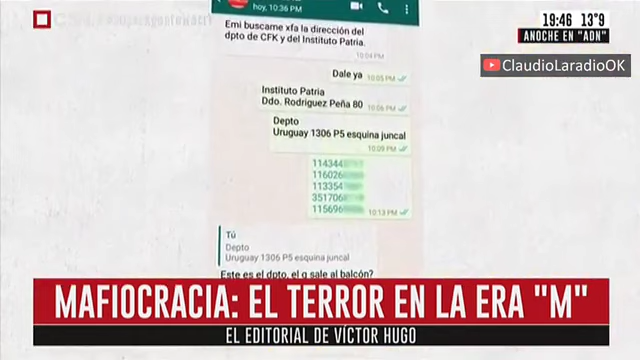 hoy, 10:36 PM
19:46 13°9
ANOCHE EN "ADN"
ClaudioLaradioOK
Emi buscame xfa la dirección del
dpto de CFK y del Instituto Patria.
10:04 PM
Dale ya
10:05 PM
Instituto Patria
Ddo. Rodriguez Peña 80
10:06 PM
Depto
Uruguay 1306 P5 esquina juncal
10:09 PM
114344
116026
113354
351706
115696
10:13 PM
Tú
Depto
Uruguay 1306 P5 esquina juncal
Este es el dpto, el q sale al balcón?
MAFIOCRACIA: EL TERROR EN LA ERA "M"
EL EDITORIAL DE VÍCTOR HUGO